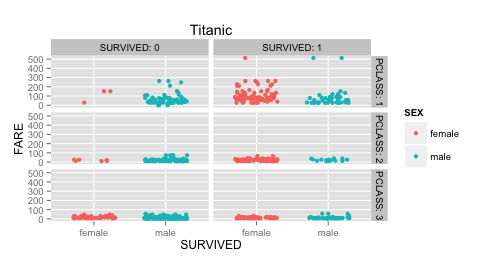 Titanic
SURVIVED: 0
SURVIVED: 1
500
400
300
200
100
0
PCLASS: 1
500
400
300
200
100
0
PCLASS: 2
500
400
300
200
100
0
PCLASS: 3
FARE
female
male
female
male
SURVIVED
SEX
female
male